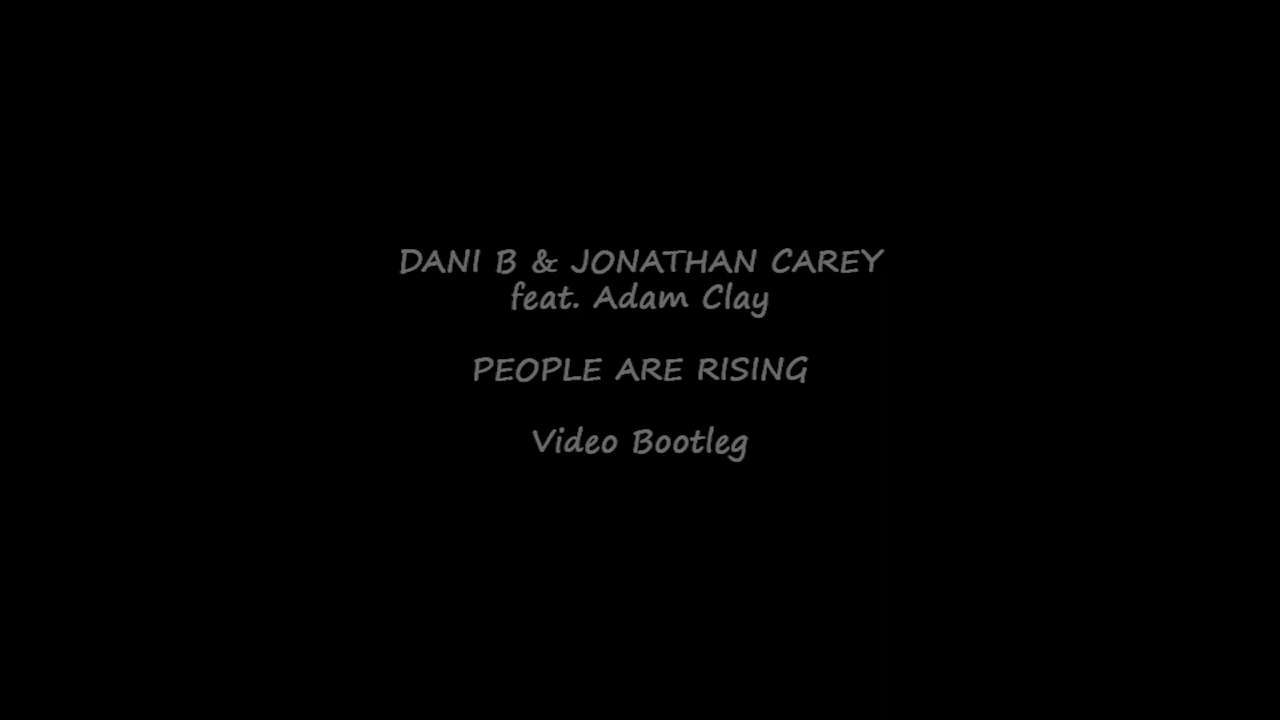 DANI B & JONATHAN CAREY
feat. Adam Clay
PEOPLE ARE RISING
Video Bootleg